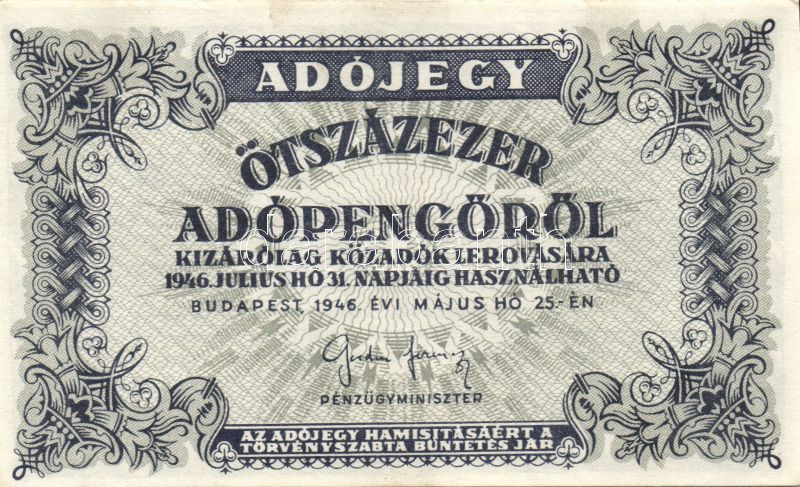 ADÓJEGY
ÖTSZÁZEZER
ADÓPENGŐRŐL
KIZÁRÓLAG KÖZADÓK LEROVÁSÁRA
1946. JULIUS HÓ 31. NAPJÁIG HASZNÁLHATÓ
BUDAPEST, 1946. ÉVI MÁJUS HÓ 25.-ÉN
PÉNZÜGYMINISZTER
AZ ADÓJEGY HAMISITÁSÁÉRT A
TÖRVÉNYSZABTA BÜNTETÉS JÁR